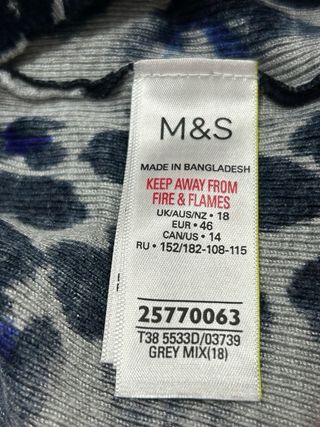 M&S
MADE IN BANGLADESH
KEEP AWAY FROM
FIRE & FLAMES
UK/AUS/NZ • 18
EUR • 46
CAN/US • 14
RU • 152/182-108-115
25770063
T38 5533D/03739
GREY MIX(18)